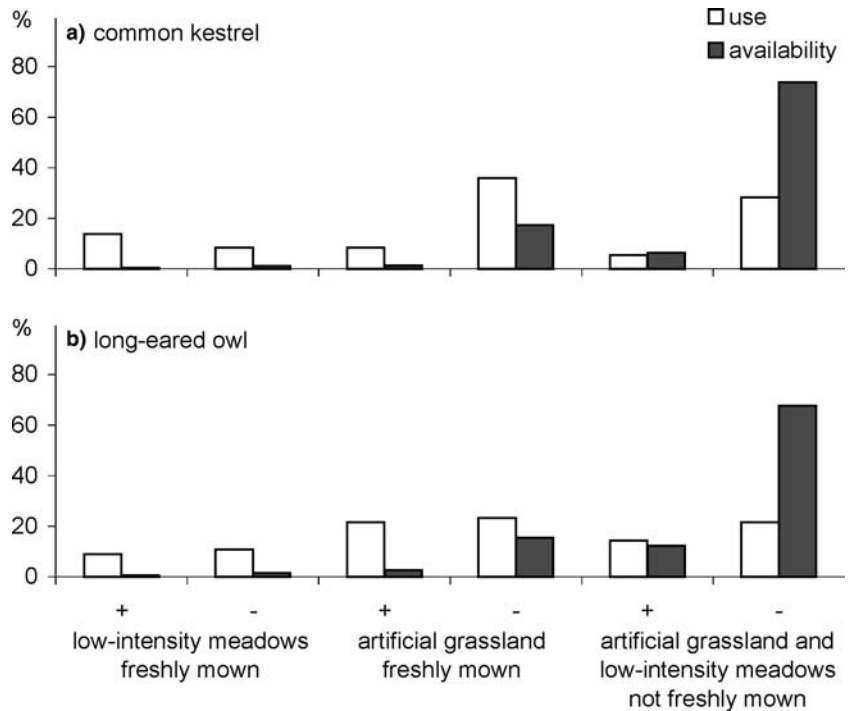 %
a) common kestrel
use
availability
80
60
40
20
0
%
b) long-eared owl
80
60
40
20
0
+ - + - + -
low-intensity meadows freshly mown
artificial grassland freshly mown
artificial grassland and low-intensity meadows not freshly mown